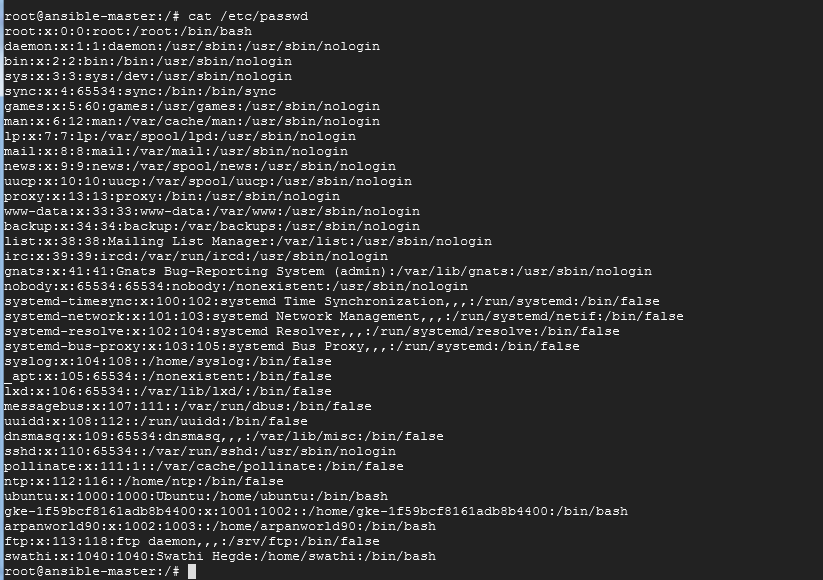 root@ansible-master:/# cat /etc/passwd
root:x:0:0:root:/root:/bin/bash
daemon:x:1:1:daemon:/usr/sbin:/usr/sbin/nologin
bin:x:2:2:bin:/bin:/usr/sbin/nologin
sys:x:3:3:sys:/dev:/usr/sbin/nologin
sync:x:4:65534:sync:/bin:/bin/sync
games:x:5:60:games:/usr/games:/usr/sbin/nologin
man:x:6:12:man:/var/cache/man:/usr/sbin/nologin
lp:x:7:7:lp:/var/spool/lpd:/usr/sbin/nologin
mail:x:8:8:mail:/var/mail:/usr/sbin/nologin
news:x:9:9:news:/var/spool/news:/usr/sbin/nologin
uucp:x:10:10:uucp:/var/spool/uucp:/usr/sbin/nologin
proxy:x:13:13:proxy:/bin:/usr/sbin/nologin
www-data:x:33:33:www-data:/var/www:/usr/sbin/nologin
backup:x:34:34:backup:/var/backups:/usr/sbin/nologin
list:x:38:38:Mailing List Manager:/var/list:/usr/sbin/nologin
irc:x:39:39:ircd:/var/run/ircd:/usr/sbin/nologin
gnats:x:41:41:Gnats Bug-Reporting System (admin):/var/lib/gnats:/usr/sbin/nologin
nobody:x:65534:65534:nobody:/nonexistent:/usr/sbin/nologin
systemd-timesync:x:100:102:systemd Time Synchronization,,,:/run/systemd:/bin/false
systemd-network:x:101:103:systemd Network Management,,,:/run/systemd/netif:/bin/false
systemd-resolve:x:102:104:systemd Resolver,,,:/run/systemd/resolve:/bin/false
systemd-bus-proxy:x:103:105:systemd Bus Proxy,,,:/run/systemd:/bin/false
syslog:x:104:108::/home/syslog:/bin/false
_apt:x:105:65534::/nonexistent:/bin/false
lxd:x:106:65534::/var/lib/lxd/:/bin/false
messagebus:x:107:111::/var/run/dbus:/bin/false
uuidd:x:108:112::/run/uuidd:/bin/false
dnsmasq:x:109:65534:dnsmasq,,,:/var/lib/misc:/bin/false
sshd:x:110:65534::/var/run/sshd:/usr/sbin/nologin
pollinate:x:111:1::/var/cache/pollinate:/bin/false
ntp:x:112:116::/home/ntp:/bin/false
ubuntu:x:1000:1000:Ubuntu:/home/ubuntu:/bin/bash
gke-1f59bcf8161adb8b4400:x:1001:1002::/home/gke-1f59bcf8161adb8b4400:/bin/bash
arpanworld90:x:1002:1003::/home/arpanworld90:/bin/bash
ftp:x:113:118:ftp daemon,,,:/srv/ftp:/bin/false
swathi:x:1040:1040:Swathi Hegde:/home/swathi:/bin/bash
root@ansible-master:/#